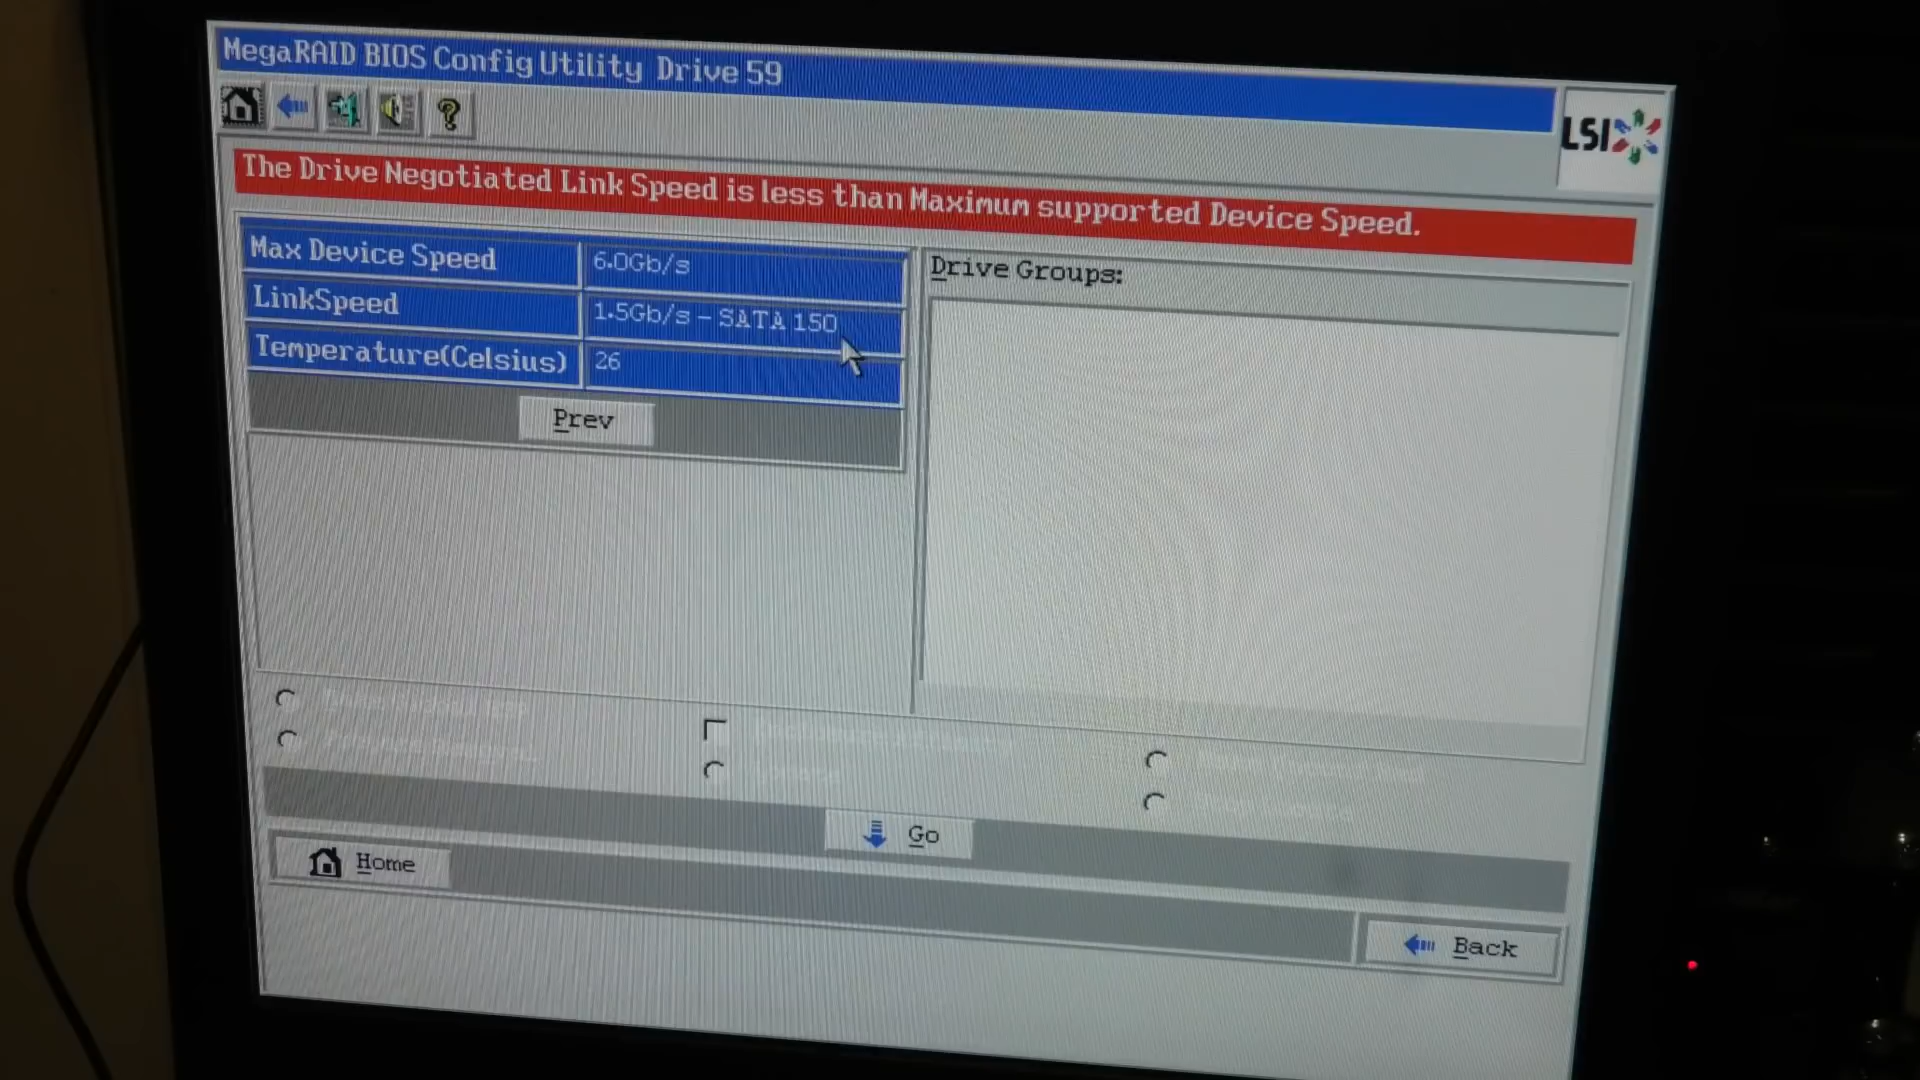 MegaRAID BIOS Config Utility Drive 59
LSI
The Drive Negotiated Link Speed is less than Maximum supported Device Speed.
Max Device Speed 6.0Gb/s
LinkSpeed 1.5Gb/s - SATA 150
Temperature(Celsius) 26
Prev
Drive Groups:
Go
Home
Back